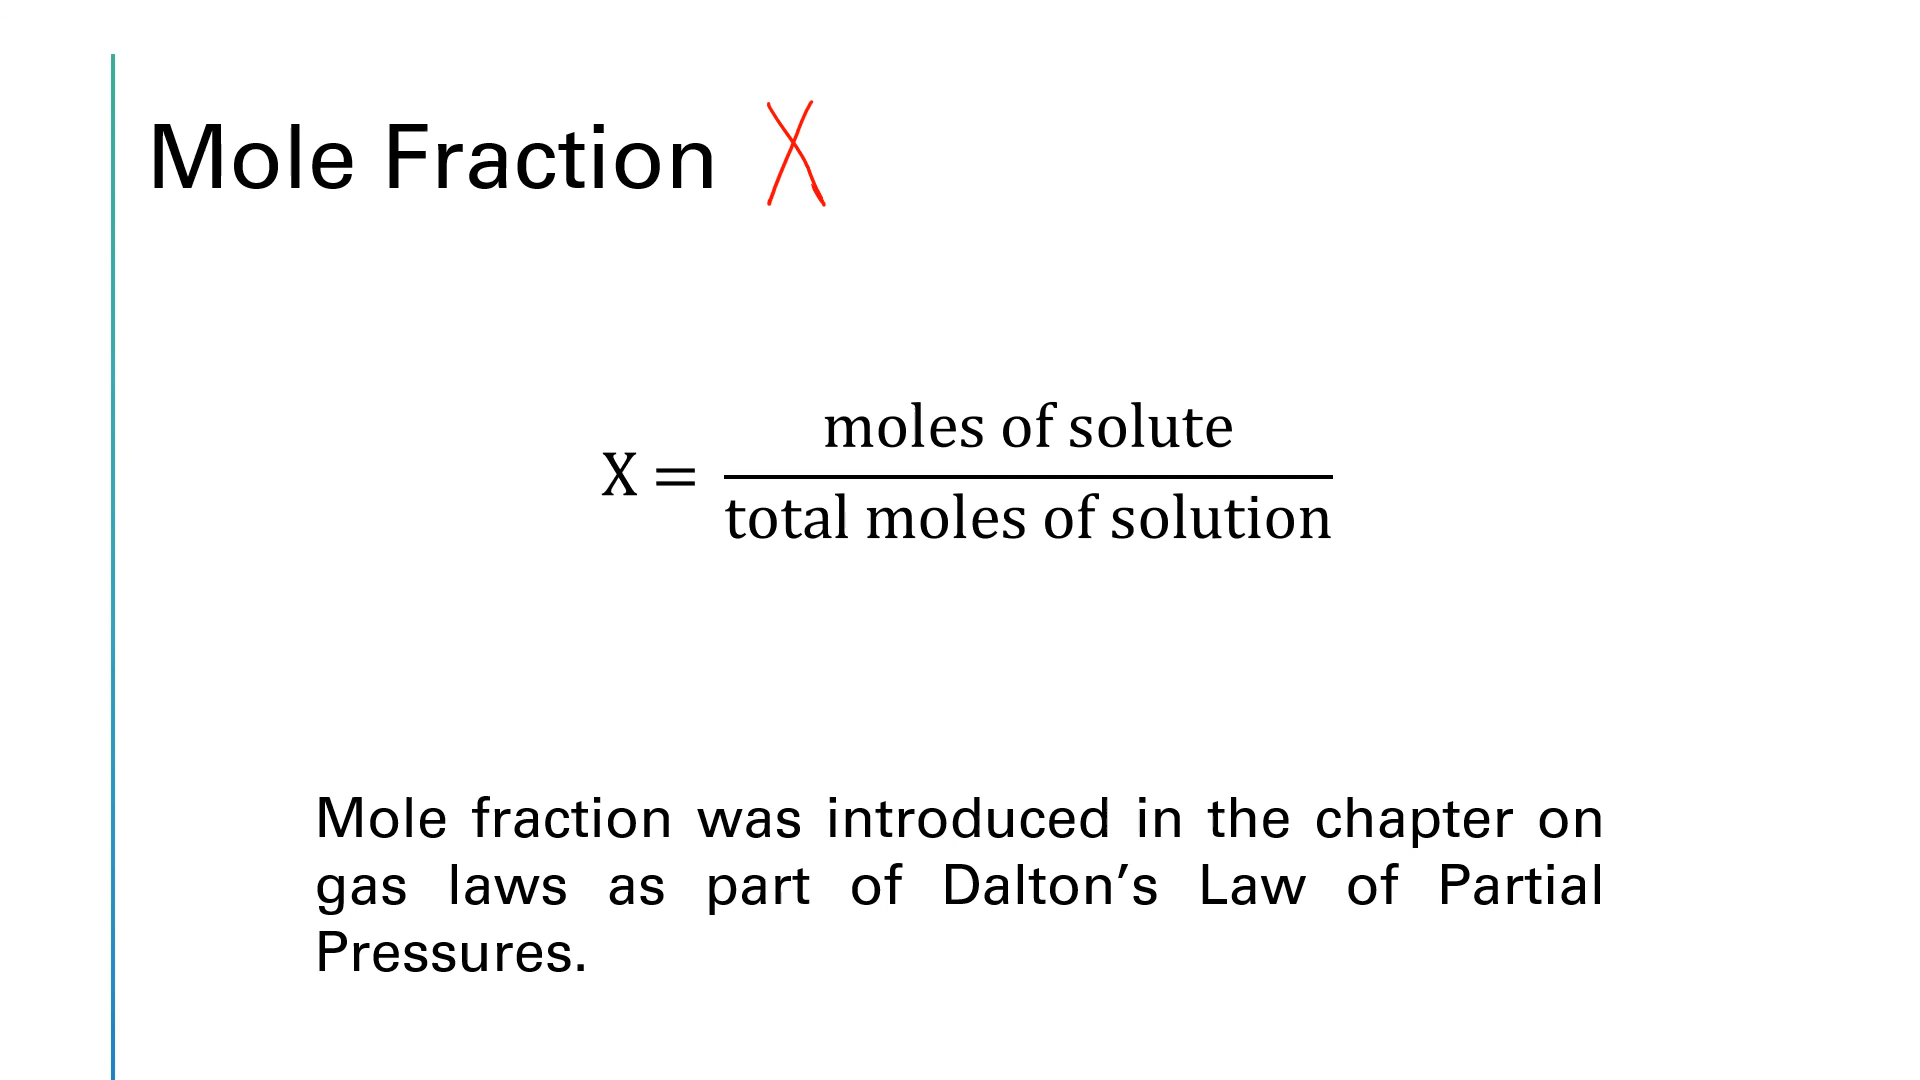 Mole Fraction X
moles of solute
X =
total moles of solution
Mole fraction was introduced in the chapter on
gas laws as part of Dalton’s Law of Partial
Pressures.